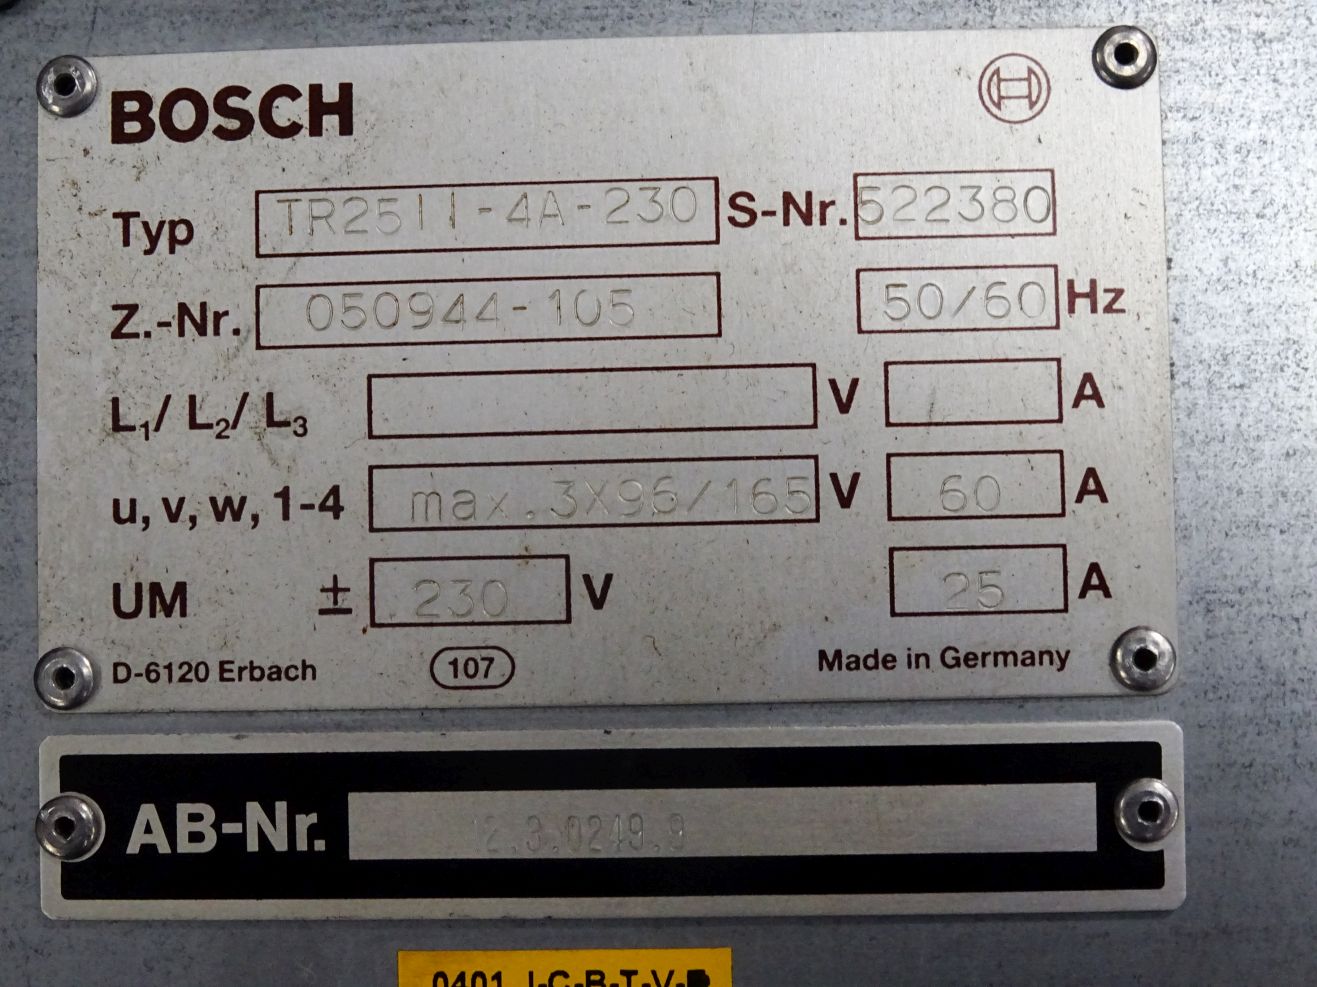 BOSCH
Typ TR25II-4A-230 S-Nr. 522380
Z.-Nr. 050944-105 50/60 Hz
L1/ L2/ L3 V A
u, v, w, 1-4 max.3X96/165 V 60 A
UM ± 230 V 25 A
D-6120 Erbach 107 Made in Germany
AB-Nr. 12.3.0249.9
0401